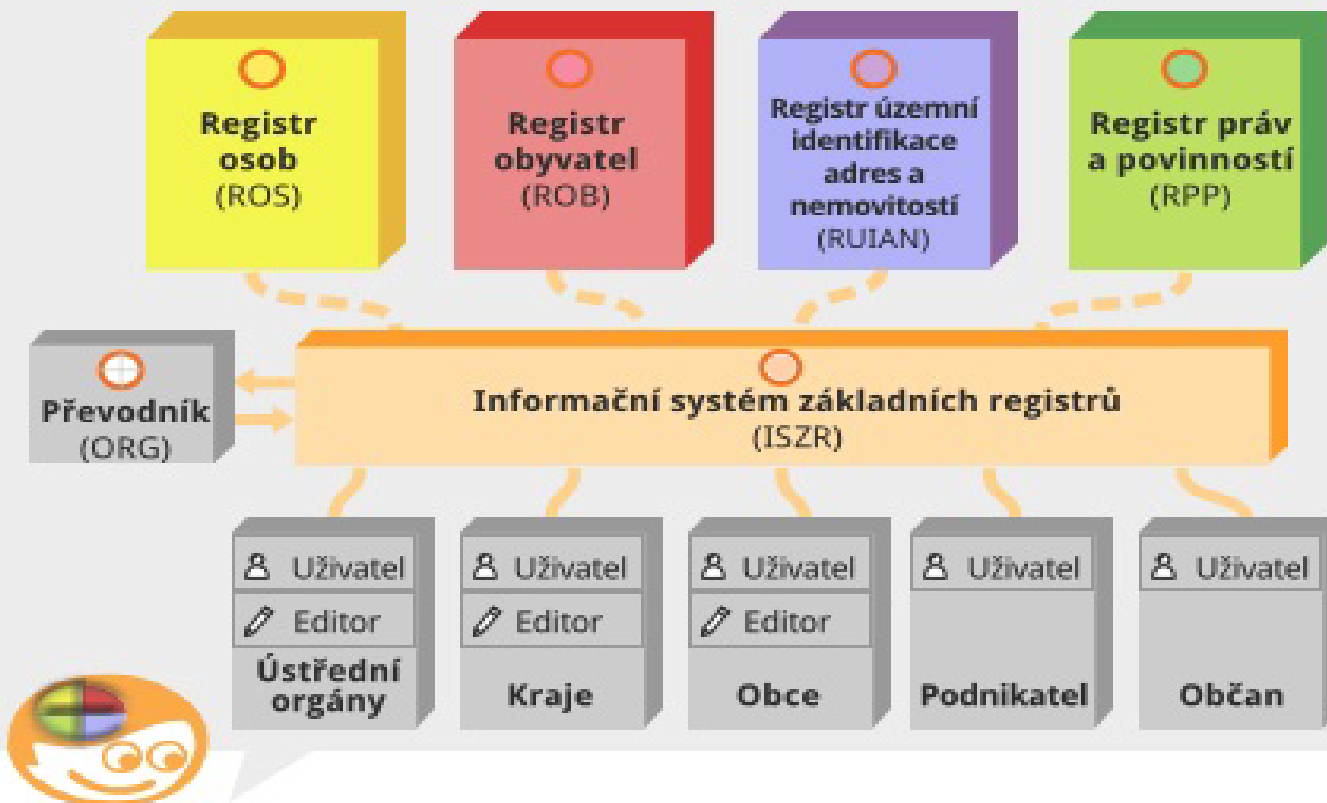 Registr
osob
(ROS)
Registr
obyvatel
(ROB)
Registr územní
identifikace
adres a
nemovitostí
(RUIAN)
Registr práv
a povinností
(RPP)
Převodník
(ORG)
Informační systém základních registrů
(ISZR)
Uživatel
Editor
Ústřední
orgány
Uživatel
Editor
Kraje
Uživatel
Editor
Obce
Uživatel
Podnikatel
Uživatel
Občan